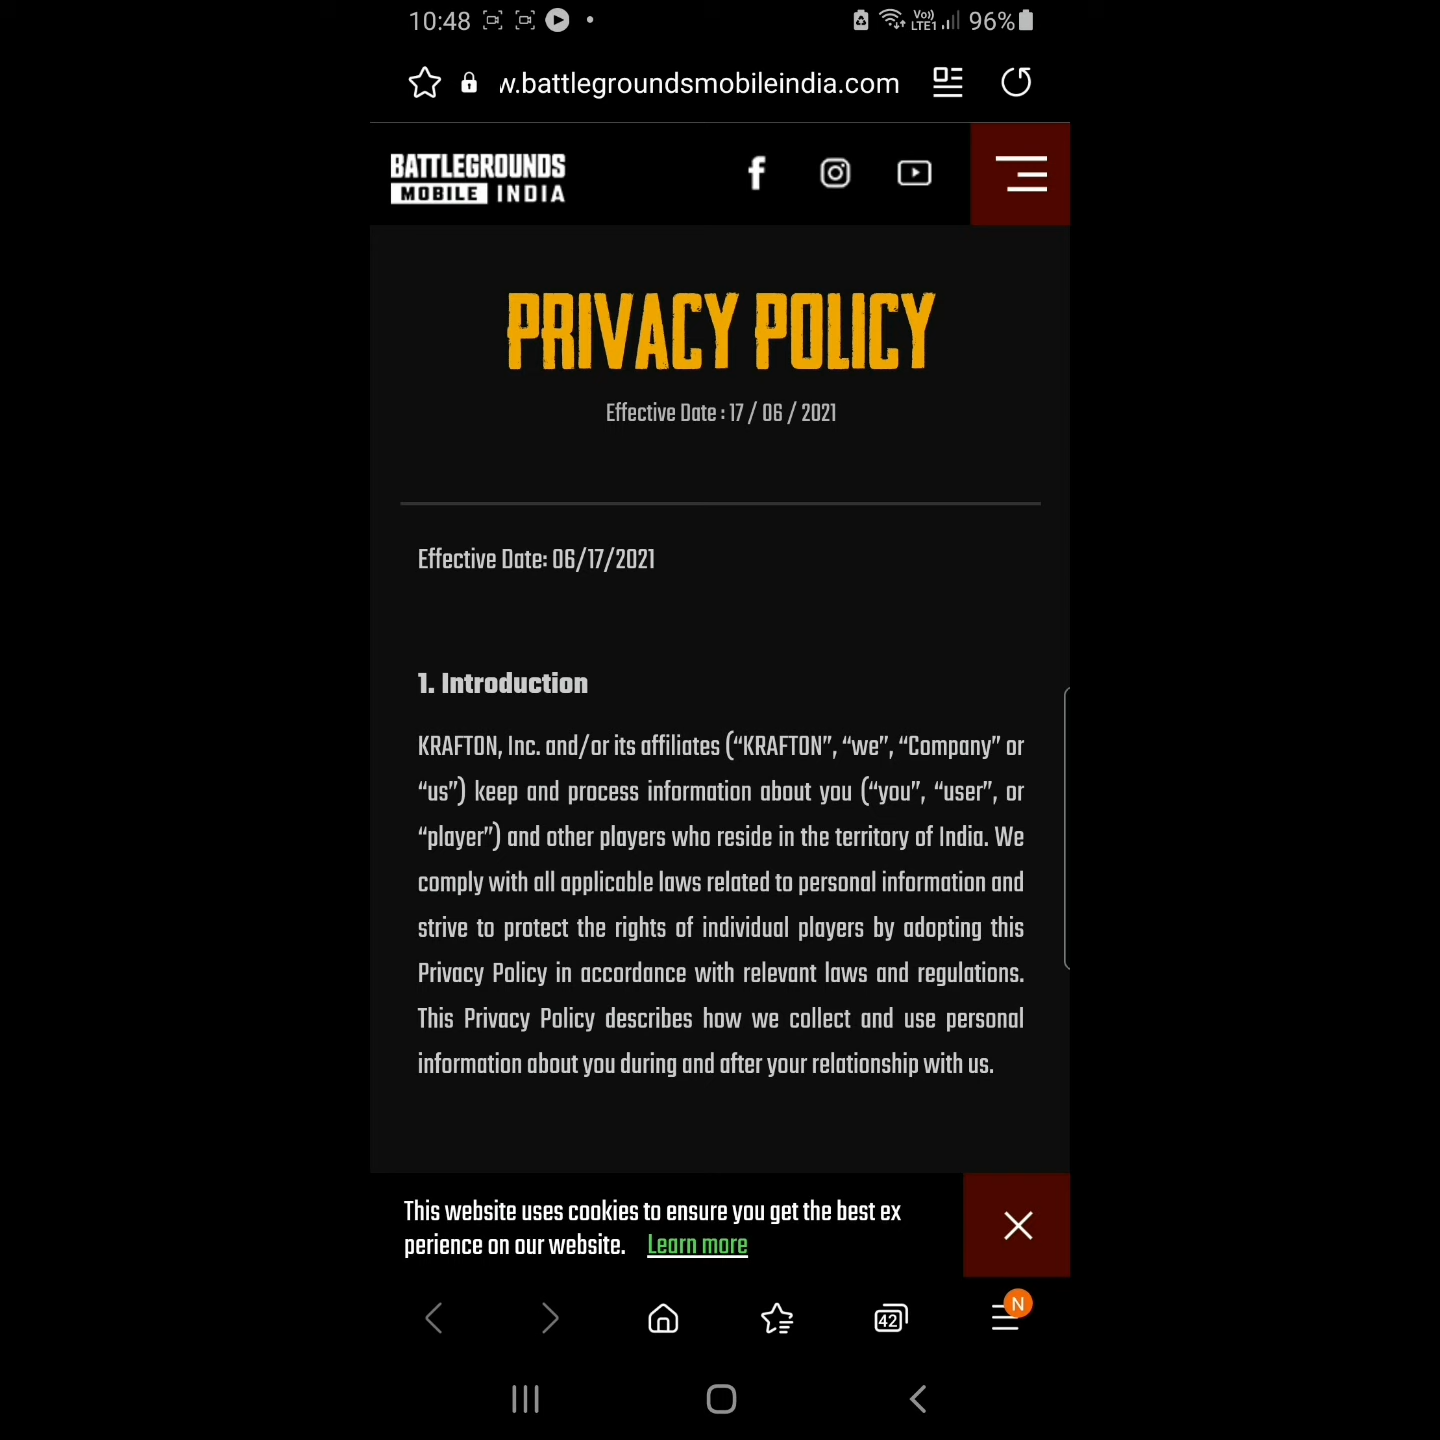 10:48 Vo)) LTE1 96%
w.battlegroundsmobileindia.com
BATTLEGROUNDS
MOBILE INDIA
PRIVACY POLICY
Effective Date : 17 / 06 / 2021
Effective Date: 06/17/2021
1. Introduction
KRAFTON, Inc. and/or its affiliates (“KRAFTON”, “we”, “Company” or
“us”) keep and process information about you (“you”, “user”, or
“player”) and other players who reside in the territory of India. We
comply with all applicable laws related to personal information and
strive to protect the rights of individual players by adopting this
Privacy Policy in accordance with relevant laws and regulations.
This Privacy Policy describes how we collect and use personal
information about you during and after your relationship with us.
This website uses cookies to ensure you get the best ex
perience on our website. Learn more
42 N